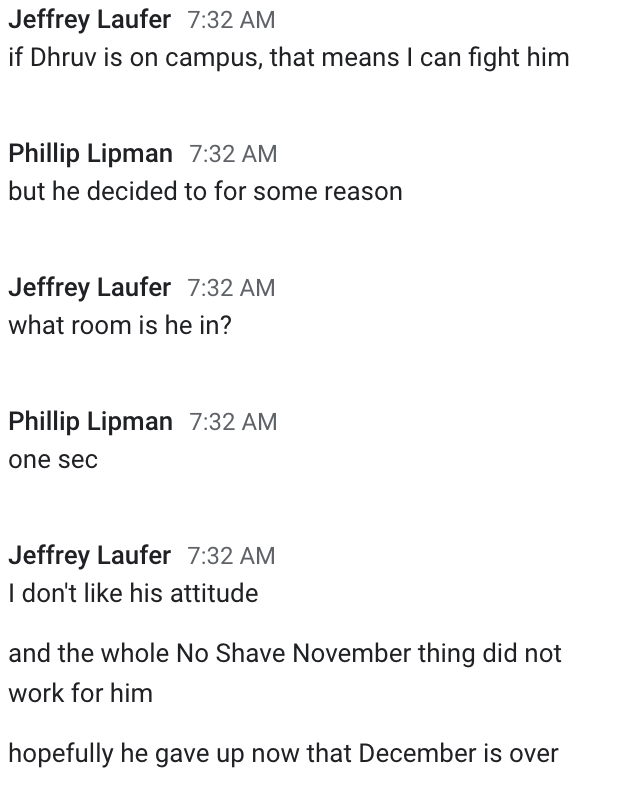 Jeffrey Laufer 7:32 AM
if Dhruv is on campus, that means I can fight him
Phillip Lipman 7:32 AM
but he decided to for some reason
Jeffrey Laufer 7:32 AM
what room is he in?
Phillip Lipman 7:32 AM
one sec
Jeffrey Laufer 7:32 AM
I don't like his attitude
and the whole No Shave November thing did not
work for him
hopefully he gave up now that December is over